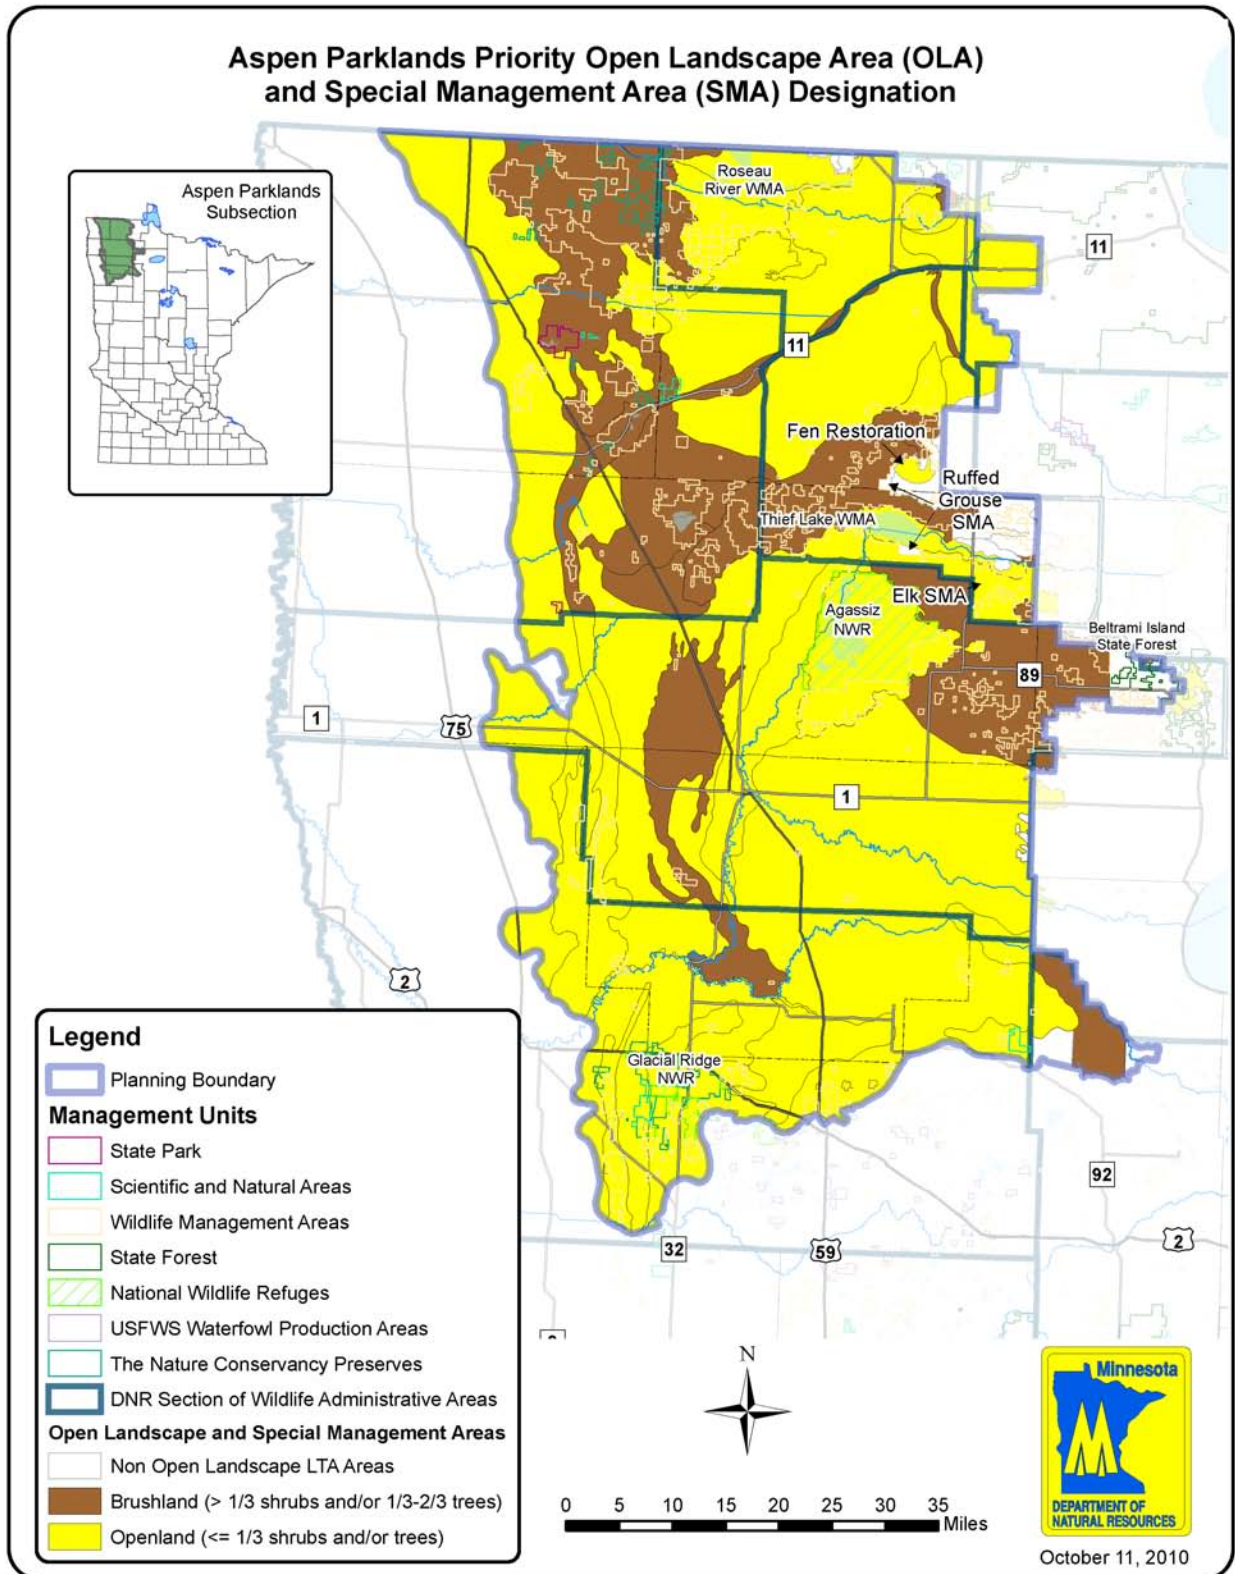 Aspen Parklands Priority Open Landscape Area (OLA)
and Special Management Area (SMA) Designation
Aspen Parklands
Subsection
Roseau
River WMA
11
11
Fen Restoration
Ruffed
Grouse
SMA
Thief Lake WMA
Elk SMA
Agassiz
NWR
Beltrami Island
State Forest
89
1
75
1
2
Glacial Ridge
NWR
92
2
32
59
Legend
Planning Boundary
Management Units
State Park
Scientific and Natural Areas
Wildlife Management Areas
State Forest
National Wildlife Refuges
USFWS Waterfowl Production Areas
The Nature Conservancy Preserves
DNR Section of Wildlife Administrative Areas
Open Landscape and Special Management Areas
Non Open Landscape LTA Areas
Brushland (> 1/3 shrubs and/or 1/3-2/3 trees)
Openland (<= 1/3 shrubs and/or trees)
N
0 5 10 15 20 25 30 35
Miles
Minnesota
DEPARTMENT OF
NATURAL RESOURCES
October 11, 2010